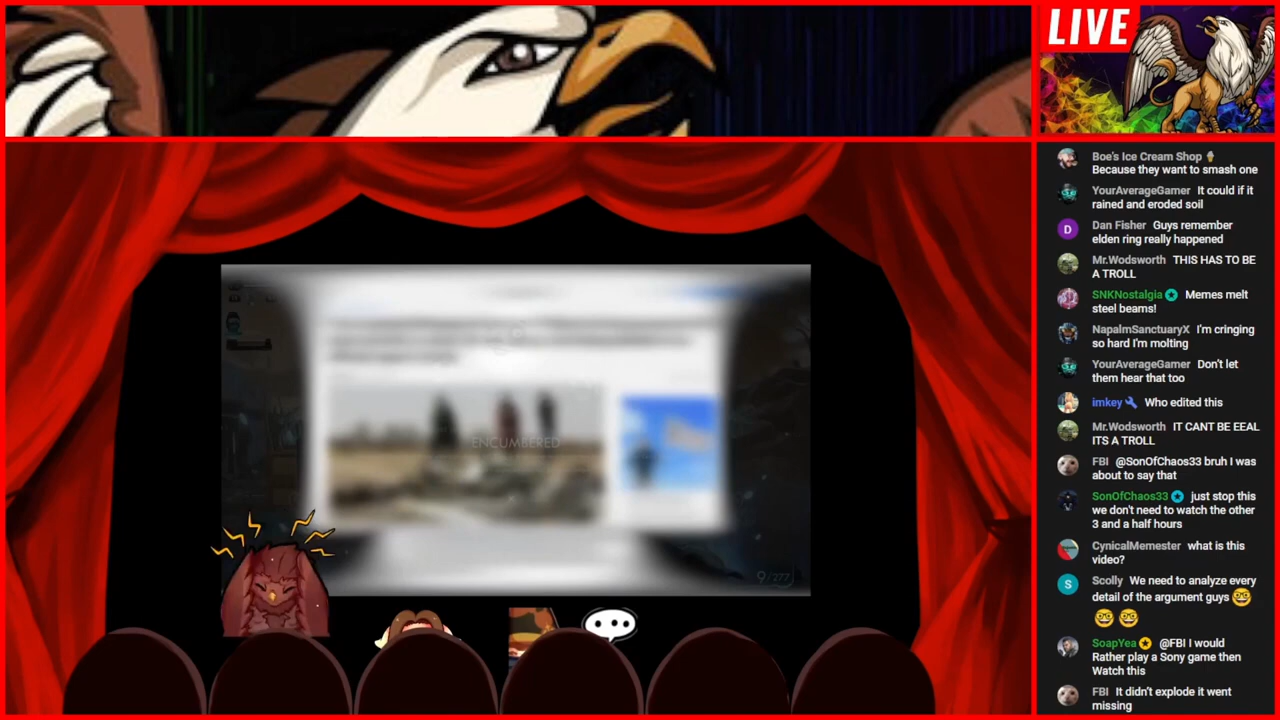 LIVE
ENCUMBERED
9/277
Boe's Ice Cream Shop
Because they want to smash one
YourAverageGamer It could if it
rained and eroded soil
D
Dan Fisher Guys remember
elden ring really happened
Mr.Wodsworth THIS HAS TO BE
A TROLL
SNKNostalgia Memes melt
steel beams!
NapalmSanctuaryX I'm cringing
so hard I'm molting
YourAverageGamer Don't let
them hear that too
imkey Who edited this
Mr.Wodsworth IT CANT BE EEAL
ITS A TROLL
FBI @SonOfChaos33 bruh I was
about to say that
SonOfChaos33 just stop this
we don't need to watch the other
3 and a half hours
CynicalMemester what is this
video?
S
Scolly We need to analyze every
detail of the argument guys
SoapYea @FBI I would
Rather play a Sony game then
Watch this
FBI It didn't explode it went
missing